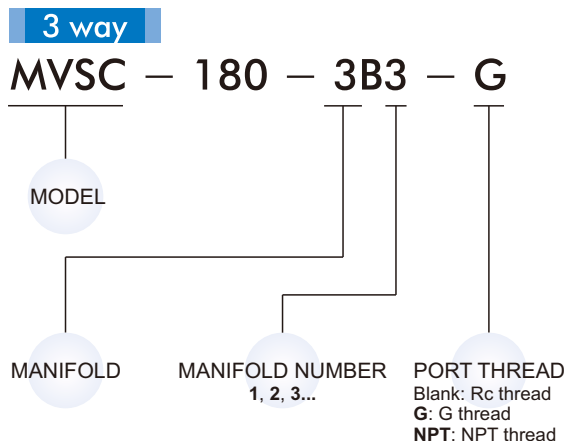 3 way
MVSC – 180 – 3B3 – G
MODEL
MANIFOLD
MANIFOLD NUMBER
1, 2, 3...
PORT THREAD
Blank: Rc thread
G: G thread
NPT: NPT thread